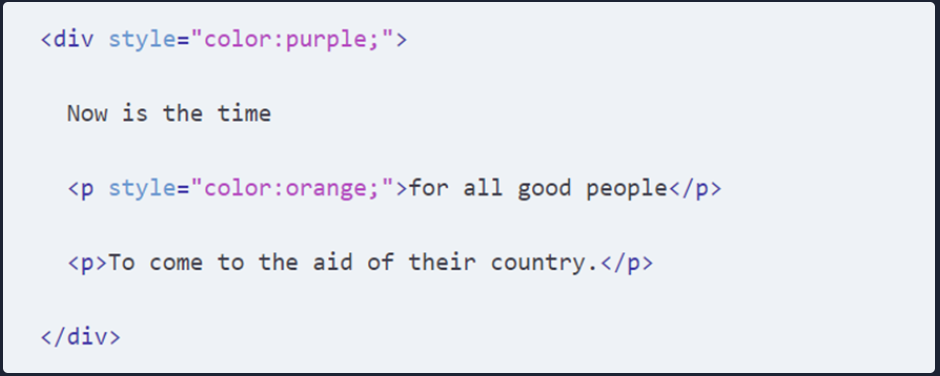 <div style="color:purple;">
Now is the time
<p style="color:orange;">for all good people</p>
<p>To come to the aid of their country.</p>
</div>